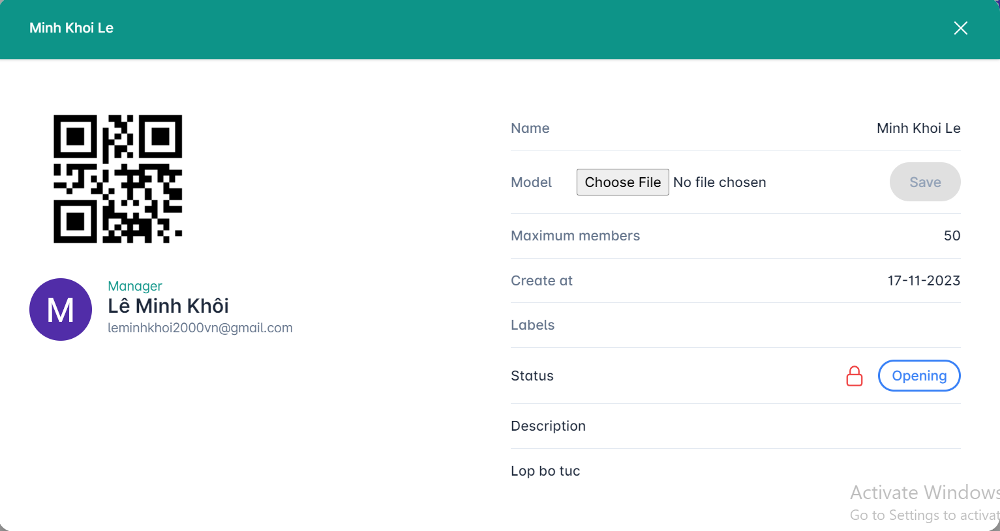 Minh Khoi Le
M
Manager
Lê Minh Khôi
leminhkhoi2000vn@gmail.com
Name Minh Khoi Le
Model Choose File No file chosen Save
Maximum members 50
Create at 17-11-2023
Labels
Status Opening
Description
Lop bo tuc
Activate Windows
Go to Settings to activat